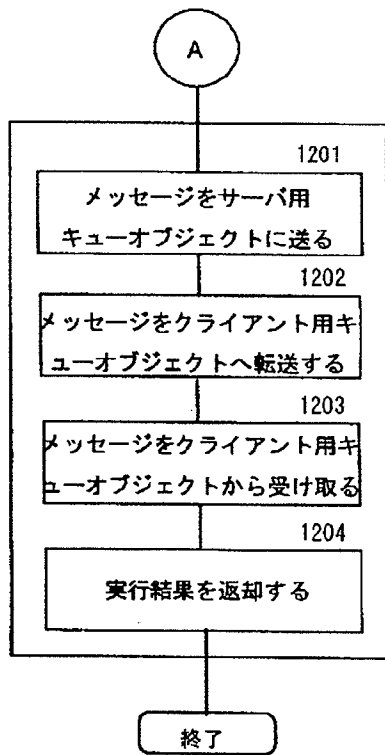 A
1201
メッセージをサーバ用
キューオブジェクトに送る
1202
メッセージをクライアント用キ
ューオブジェクトへ転送する
1203
メッセージをクライアント用キ
ューオブジェクトから受け取る
1204
実行結果を返却する
終了